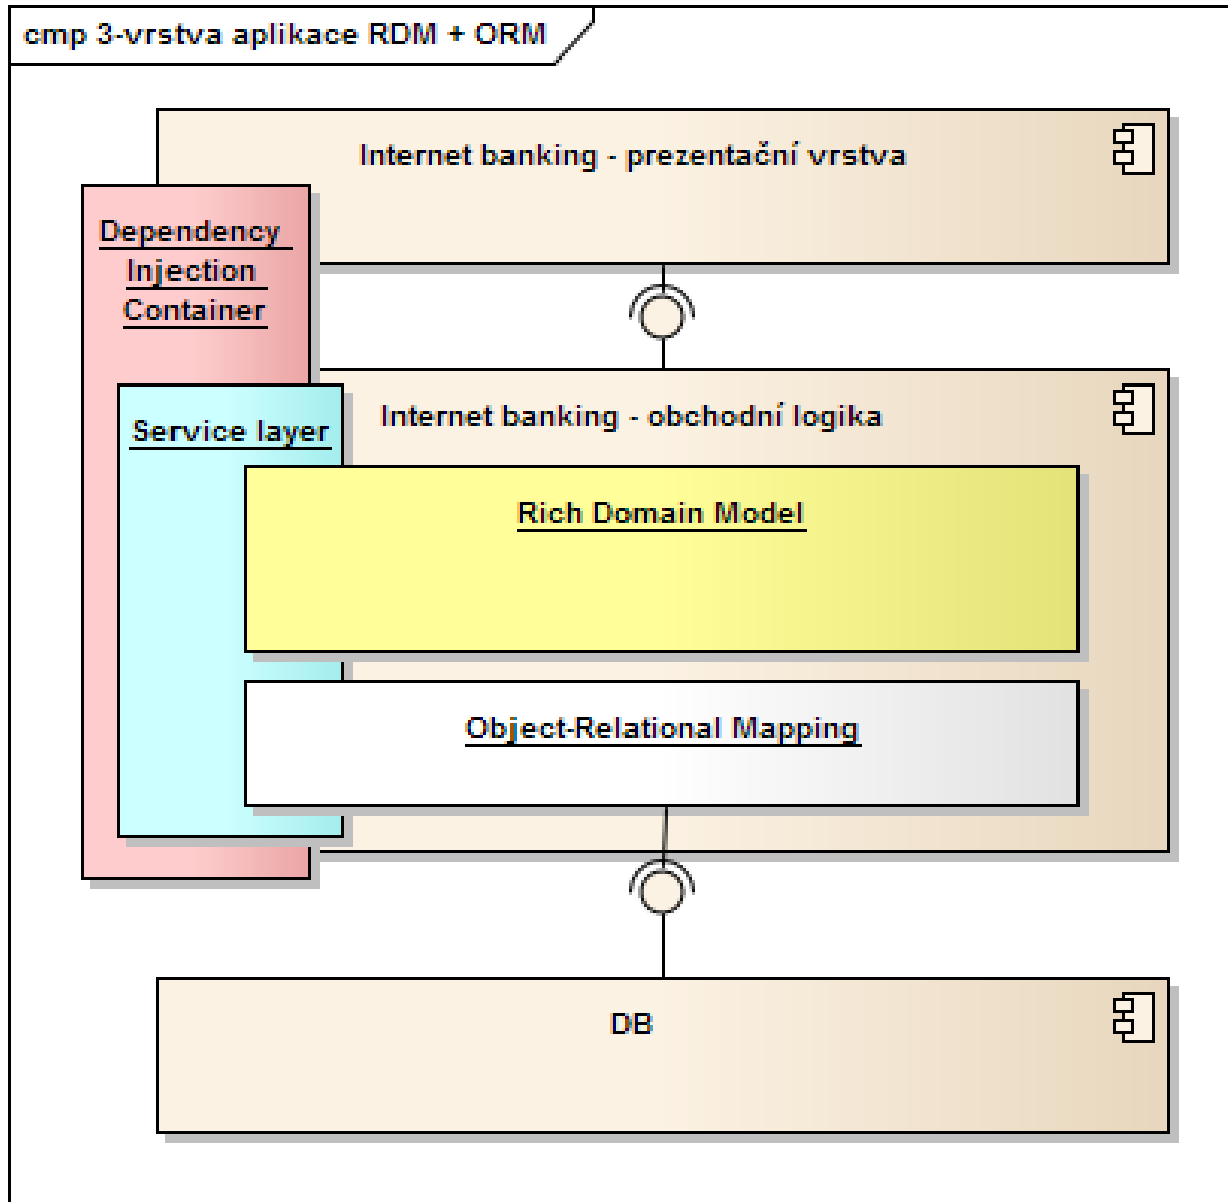 cmp 3-vrstva aplikace RDM + ORM
Internet banking - prezentační vrstva
Dependency
Injection
Container
Internet banking - obchodní logika
Service layer
Rich Domain Model
Object-Relational Mapping
DB